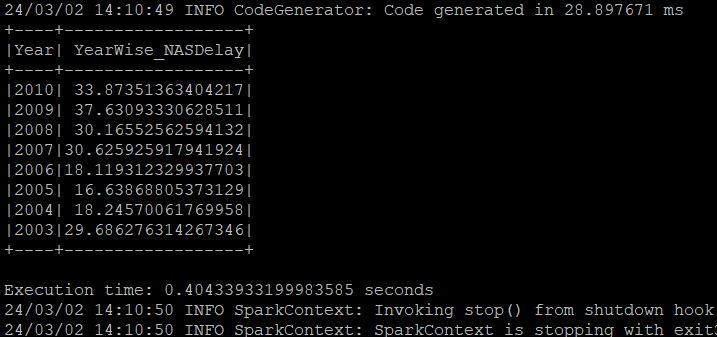 24/03/02 14:10:49 INFO CodeGenerator: Code generated in 28.897671 ms
+----+------------------+
|Year| YearWise_NASDelay|
+----+------------------+
|2010| 33.87351363404217|
|2009| 37.63093330628511|
|2008| 30.16552562594132|
|2007|30.625925917941924|
|2006|18.119312329937703|
|2005| 16.63868805373129|
|2004| 18.24570061769958|
|2003|29.686276314267346|
+----+------------------+
Execution time: 0.40433933199983585 seconds
24/03/02 14:10:50 INFO SparkContext: Invoking stop() from shutdown hook
24/03/02 14:10:50 INFO SparkContext: SparkContext is stopping with exit